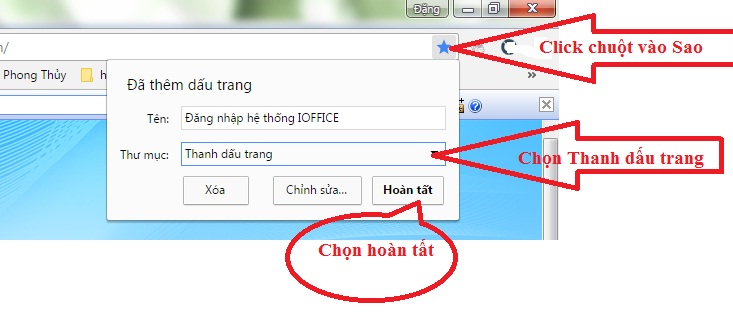 Đăng
n/
Click chuột vào Sao
Phong Thủy
h
»
Đã thêm dấu trang
Tên:
Đăng nhập hệ thống IOFFICE
Thư mục:
Thanh dấu trang
Chọn Thanh dấu trang
Xóa
Chỉnh sửa...
Hoàn tất
Chọn hoàn tất